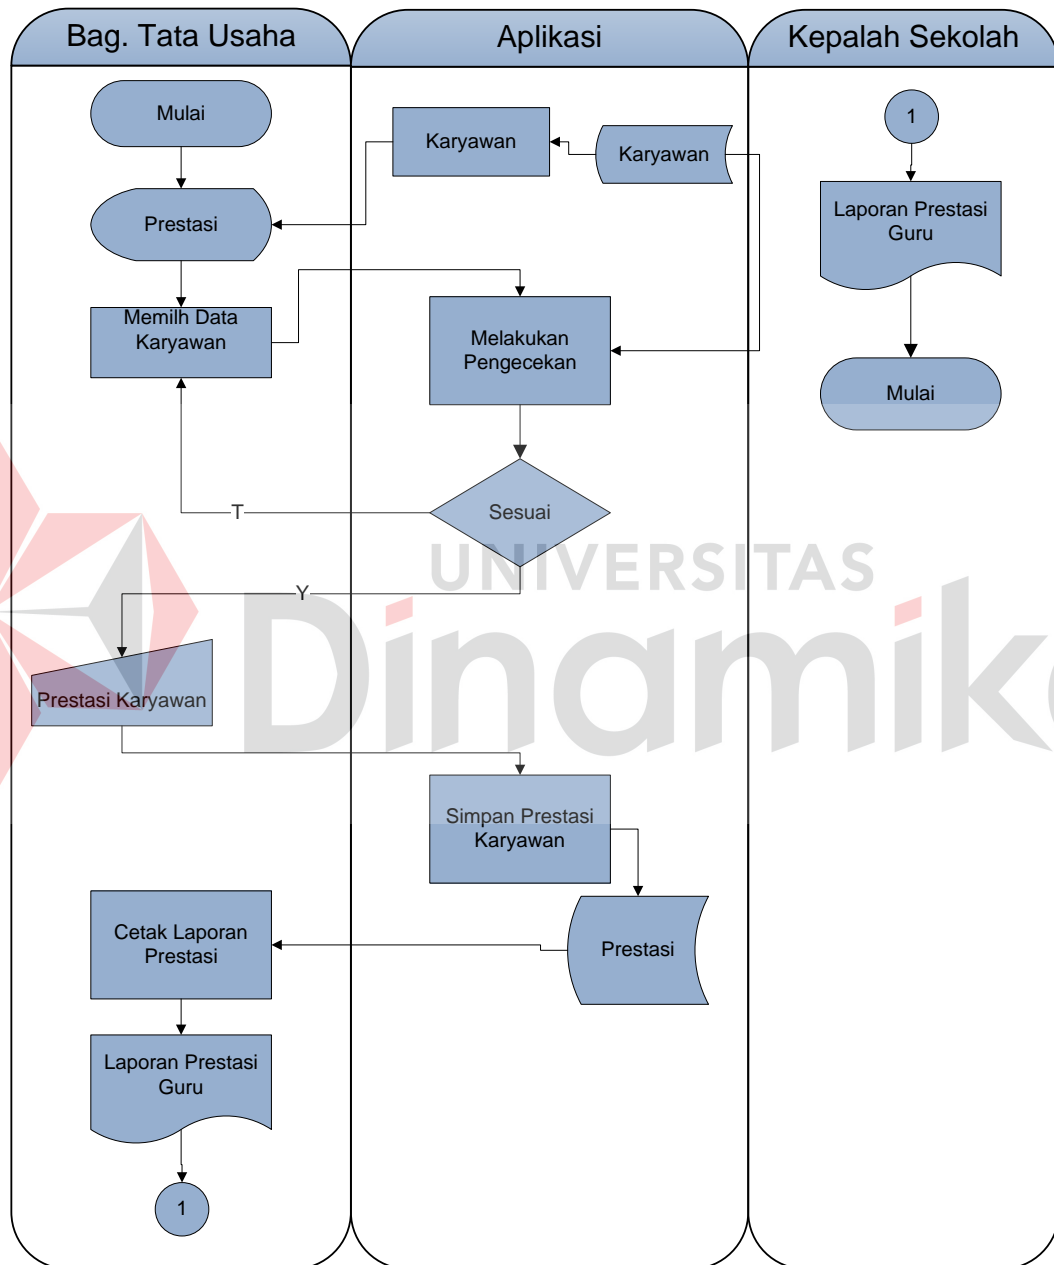 Bag. Tata Usaha
Aplikasi
Kepalah Sekolah
Mulai
Karyawan
Karyawan
1
Prestasi
Laporan Prestasi
Guru
Memilh Data
Karyawan
Melakukan
Pengecekan
Mulai
T
Sesuai
UNIVERSITAS
Dinamika
Y
Prestasi Karyawan
Simpan Prestasi
Karyawan
Cetak Laporan
Prestasi
Prestasi
Laporan Prestasi
Guru
1